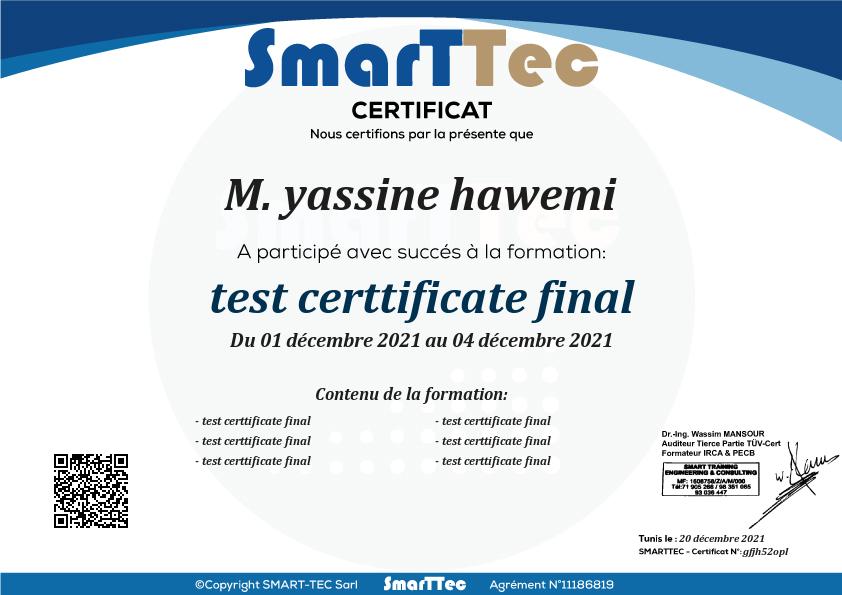 SmarTTec
CERTIFICAT
Nous certifions par la présente que
M. yassine hawemi
A participé avec succés à la formation:
test certtificate final
Du 01 décembre 2021 au 04 décembre 2021
Contenu de la formation:
- test certtificate final
- test certtificate final
- test certtificate final
- test certtificate final
- test certtificate final
- test certtificate final
Dr.-Ing. Wassim MANSOUR
Auditeur Tierce Partie TÜV-Cert
Formateur IRCA & PECB
SMART TRAINING
ENGINEERING & CONSULTING
MF: 1608758/Z/A/M/000
Tél:71 905 266 / 98 351 065
93 036 447
Tunis le : 20 décembre 2021
SMARTTEC - Certificat N°: gfjh52opl
©Copyright SMART-TEC Sarl SmarTTec Agrément N°11186819